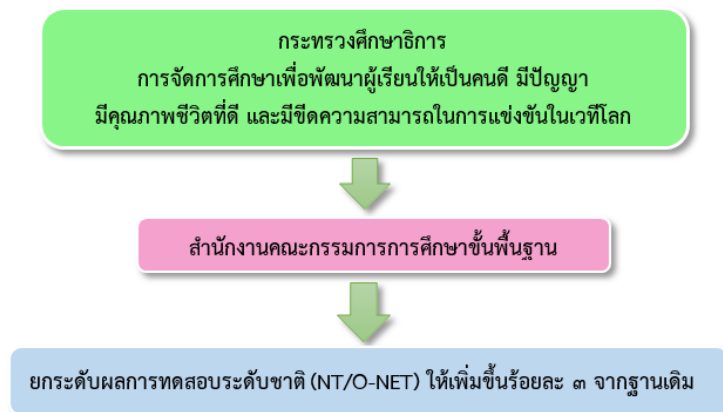 กระทรวงศึกษาธิการ
การจัดการศึกษาเพื่อพัฒนาผู้เรียนให้เป็นคนดี มีปัญญา
มีคุณภาพชีวิตที่ดี และมีขีดความสามารถในการแข่งขันในเวทีโลก
สำนักงานคณะกรรมการการศึกษาขั้นพื้นฐาน
ยกระดับผลการทดสอบระดับชาติ (NT/O-NET) ให้เพิ่มขึ้นร้อยละ ๓ จากฐานเดิม